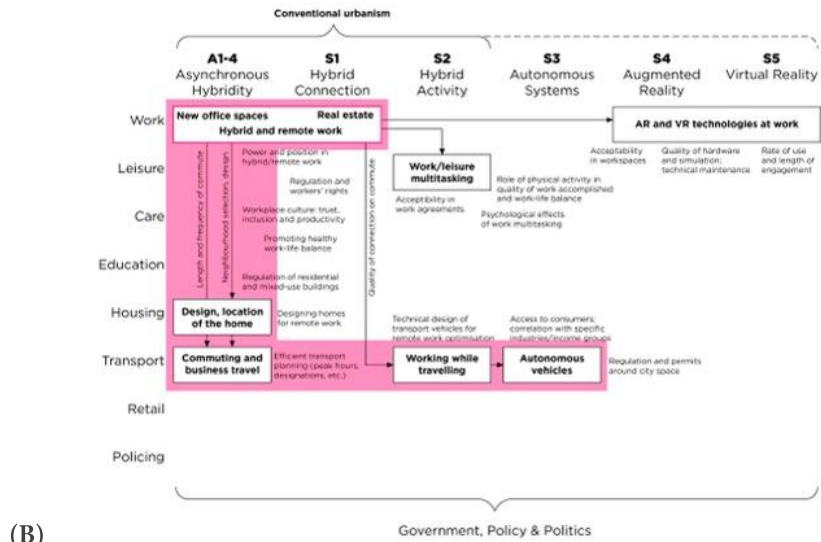 Conventional urbanism
A1-4
Asynchronous
Hybridity
S1
Hybrid
Connection
S2
Hybrid
Activity
S3
Autonomous
Systems
S4
Augmented
Reality
S5
Virtual Reality
Work
New office spaces
Real estate
Hybrid and remote work
AR and VR technologies at work
Acceptability
in workspaces
Quality of hardware
and simulation;
technical maintenance
Rate of use
and length of
engagement
Leisure
Length and frequency of commute
Neighbourhood selection, design
Power and position in
hybrid/remote work
Regulation and
workers' rights
Quality of connection on commute
Work/leisure
multitasking
Acceptibility in
work agreements
Role of physical activity in
quality of work accomplished
and work-life balance
Psychological effects
of work multitasking
Care
Workplace culture: trust,
inclusion and productivity
Promoting healthy
work-life balance
Education
Regulation of residential
and mixed-use buildings
Housing
Design, location
of the home
Designing homes
for remote work
Technical design of
transport vehicles for
remote work optimisation
Access to consumers;
correlation with specific
industries/income groups
Transport
Commuting and
business travel
Efficient transport
planning (peak hours,
designations, etc.)
Working while
travelling
Autonomous
vehicles
Regulation and permits
around city space
Retail
Policing
(B)
Government, Policy & Politics